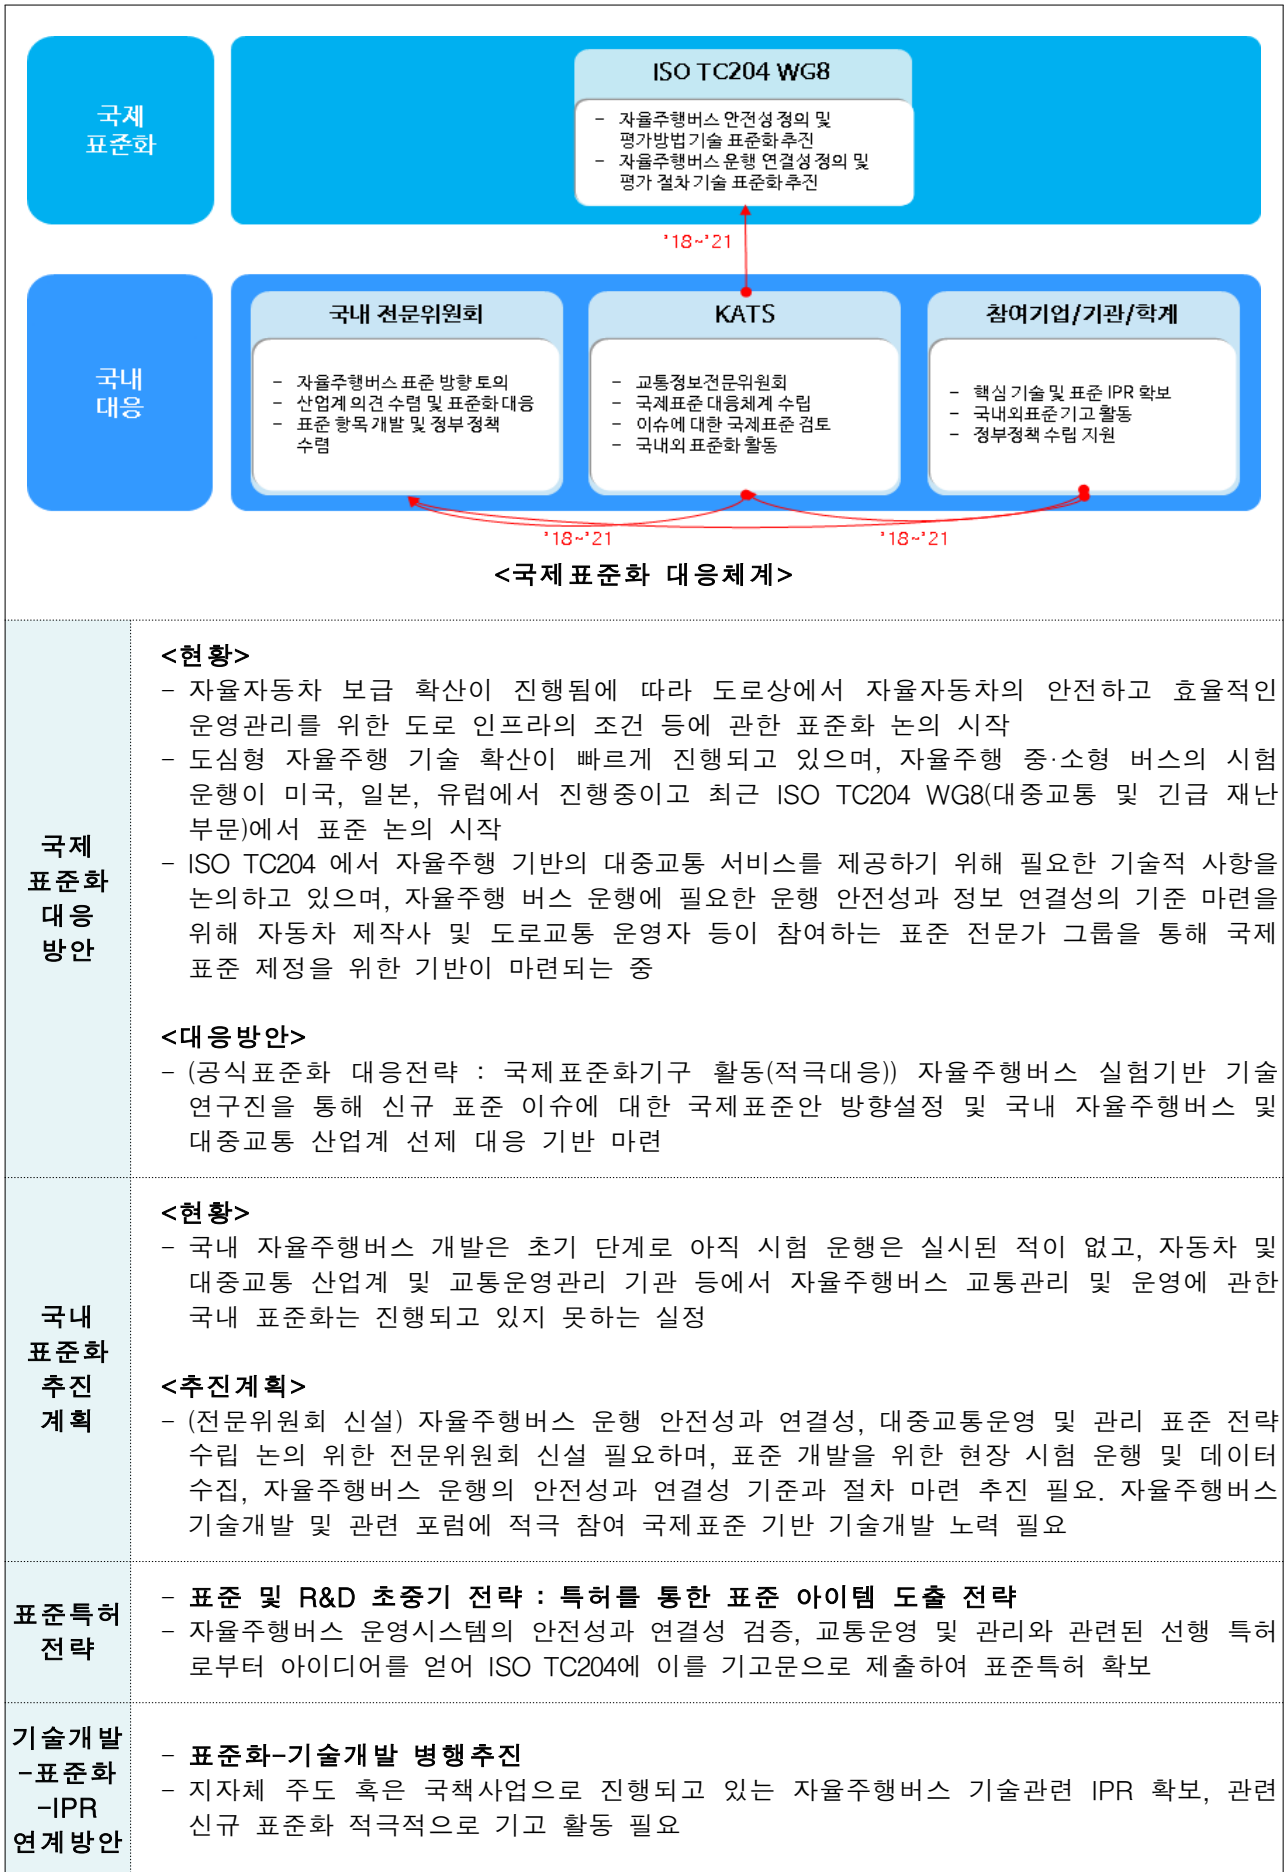 국제
표준화
ISO TC204 WG8
- 자율주행버스 안전성 정의 및
평가방법기술 표준화 추진
- 자율주행버스 운행 연결성 정의 및
평가 절차기술 표준화 추진
'18~'21
국내
대응
국내 전문위원회
- 자율주행버스 표준 방향 토의
- 산업계 의견 수렴 및 표준화 대응
- 표준 항목 개발 및 정부 정책
수렴
KATS
- 교통정보전문위원회
- 국제표준 대응체계 수립
- 이슈에 대한 국제표준 검토
- 국내외 표준화 활동
참여기업/기관/학계
- 핵심 기술 및 표준 IPR 확보
- 국내외표준 기고 활동
- 정부정책 수립 지원
'18~'21
'18~'21
<국제표준화 대응체계>
국제
표준화
대응
방안
<현황>
- 자율자동차 보급 확산이 진행됨에 따라 도로상에서 자율자동차의 안전하고 효율적인
운영관리를 위한 도로 인프라의 조건 등에 관한 표준화 논의 시작
- 도심형 자율주행 기술 확산이 빠르게 진행되고 있으며, 자율주행 중·소형 버스의 시험
운행이 미국, 일본, 유럽에서 진행중이고 최근 ISO TC204 WG8(대중교통 및 긴급 재난
부문)에서 표준 논의 시작
- ISO TC204 에서 자율주행 기반의 대중교통 서비스를 제공하기 위해 필요한 기술적 사항을
논의하고 있으며, 자율주행 버스 운행에 필요한 운행 안전성과 정보 연결성의 기준 마련을
위해 자동차 제작사 및 도로교통 운영자 등이 참여하는 표준 전문가 그룹을 통해 국제
표준 제정을 위한 기반이 마련되는 중
<대응방안>
- (공식표준화 대응전략 : 국제표준화기구 활동(적극대응)) 자율주행버스 실험기반 기술
연구진을 통해 신규 표준 이슈에 대한 국제표준안 방향설정 및 국내 자율주행버스 및
대중교통 산업계 선제 대응 기반 마련
국내
표준화
추진
계획
<현황>
- 국내 자율주행버스 개발은 초기 단계로 아직 시험 운행은 실시된 적이 없고, 자동차 및
대중교통 산업계 및 교통운영관리 기관 등에서 자율주행버스 교통관리 및 운영에 관한
국내 표준화는 진행되고 있지 못하는 실정
<추진계획>
- (전문위원회 신설) 자율주행버스 운행 안전성과 연결성, 대중교통운영 및 관리 표준 전략
수립 논의 위한 전문위원회 신설 필요하며, 표준 개발을 위한 현장 시험 운행 및 데이터
수집, 자율주행버스 운행의 안전성과 연결성 기준과 절차 마련 추진 필요. 자율주행버스
기술개발 및 관련 포럼에 적극 참여 국제표준 기반 기술개발 노력 필요
표준특허
전략
- 표준 및 R&D 초중기 전략 : 특허를 통한 표준 아이템 도출 전략
- 자율주행버스 운영시스템의 안전성과 연결성 검증, 교통운영 및 관리와 관련된 선행 특허
로부터 아이디어를 얻어 ISO TC204에 이를 기고문으로 제출하여 표준특허 확보
기술개발
-표준화
-IPR
연계방안
- 표준화-기술개발 병행추진
- 지자체 주도 혹은 국책사업으로 진행되고 있는 자율주행버스 기술관련 IPR 확보, 관련
신규 표준화 적극적으로 기고 활동 필요